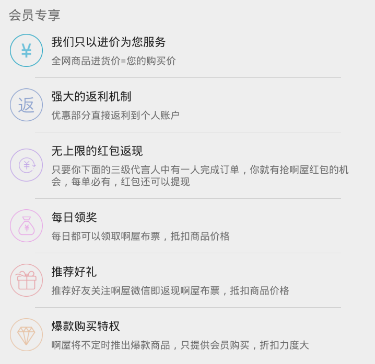 会员专享
¥
我们只以进价为您服务
全网商品进货价=您的购买价
返
强大的返利机制
优惠部分直接返利到个人账户
¥
无上限的红包返现
只要你下面的三级代言人中有一人完成订单，你就有抢啊屋红包的机
会，每单必有，红包还可以提现
¥
每日领奖
每日都可以领取啊屋布票，抵扣商品价格
推荐好礼
推荐好友关注啊屋微信即返现啊屋布票，抵扣商品价格
爆款购买特权
啊屋将不定时推出爆款商品，只提供会员购买，折扣力度大